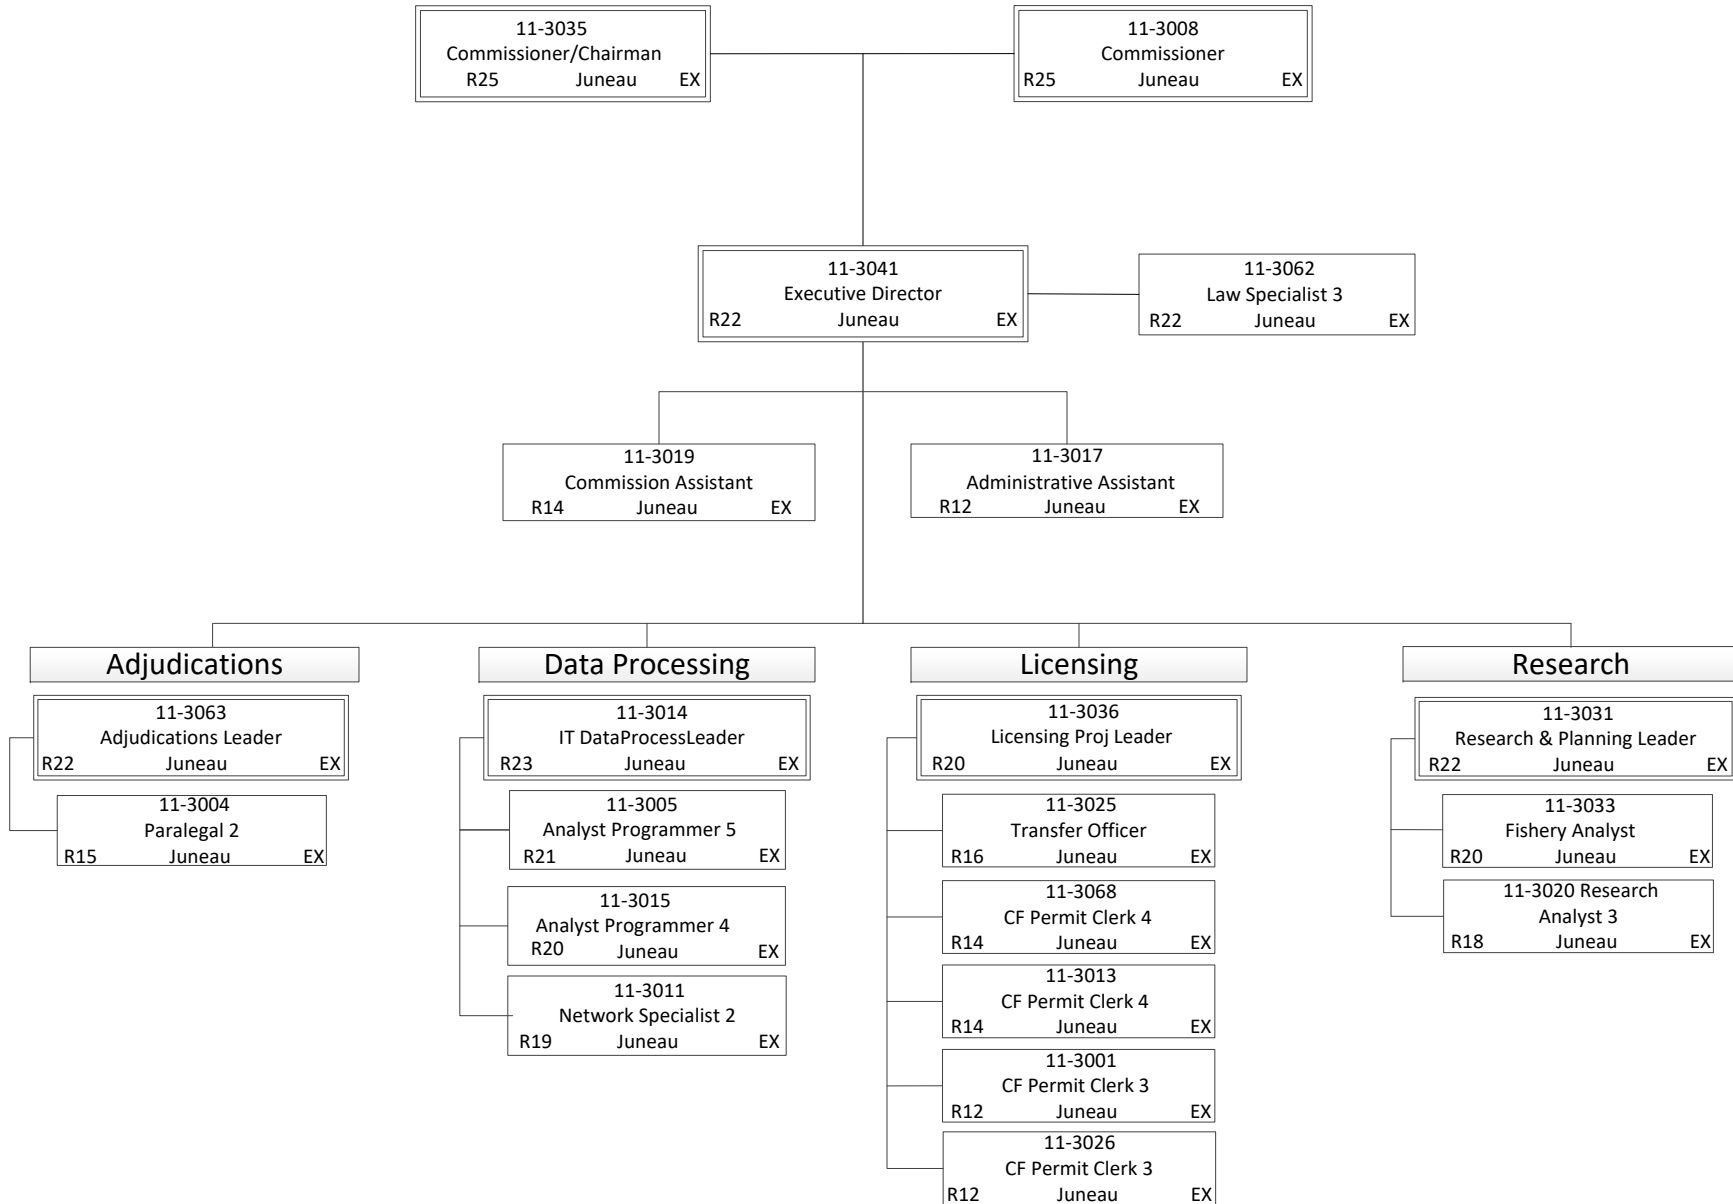 11-3035
Commissioner/Chairman
R25 Juneau EX
11-3008
Commissioner
R25 Juneau EX
11-3041
Executive Director
R22 Juneau EX
11-3062
Law Specialist 3
R22 Juneau EX
11-3019
Commission Assistant
R14 Juneau EX
11-3017
Administrative Assistant
R12 Juneau EX
Adjudications
11-3063
Adjudications Leader
R22 Juneau EX
11-3004
Paralegal 2
R15 Juneau EX
Data Processing
11-3014
IT DataProcessLeader
R23 Juneau EX
11-3005
Analyst Programmer 5
R21 Juneau EX
11-3015
Analyst Programmer 4
R20 Juneau EX
11-3011
Network Specialist 2
R19 Juneau EX
Licensing
11-3036
Licensing Proj Leader
R20 Juneau EX
11-3025
Transfer Officer
R16 Juneau EX
11-3068
CF Permit Clerk 4
R14 Juneau EX
11-3013
CF Permit Clerk 4
R14 Juneau EX
11-3001
CF Permit Clerk 3
R12 Juneau EX
11-3026
CF Permit Clerk 3
R12 Juneau EX
Research
11-3031
Research & Planning Leader
R22 Juneau EX
11-3033
Fishery Analyst
R20 Juneau EX
11-3020 Research
Analyst 3
R18 Juneau EX